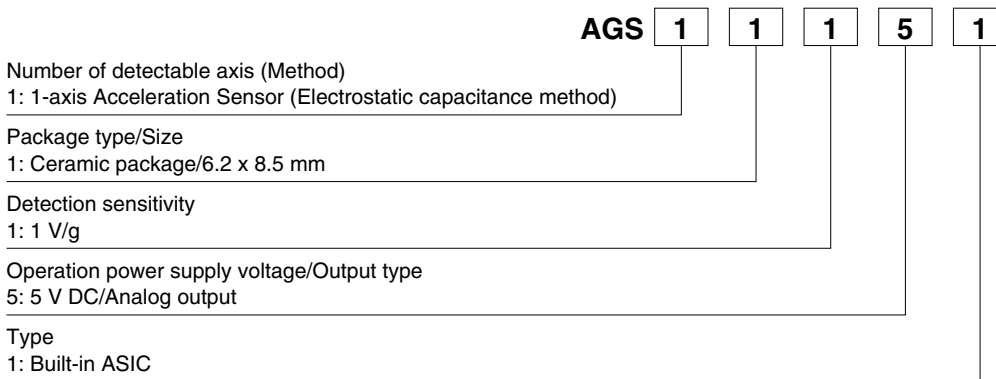 AGS 1 1 1 5 1
Number of detectable axis (Method)
1: 1-axis Acceleration Sensor (Electrostatic capacitance method)
Package type/Size
1: Ceramic package/6.2 x 8.5 mm
Detection sensitivity
1: 1 V/g
Operation power supply voltage/Output type
5: 5 V DC/Analog output
Type
1: Built-in ASIC